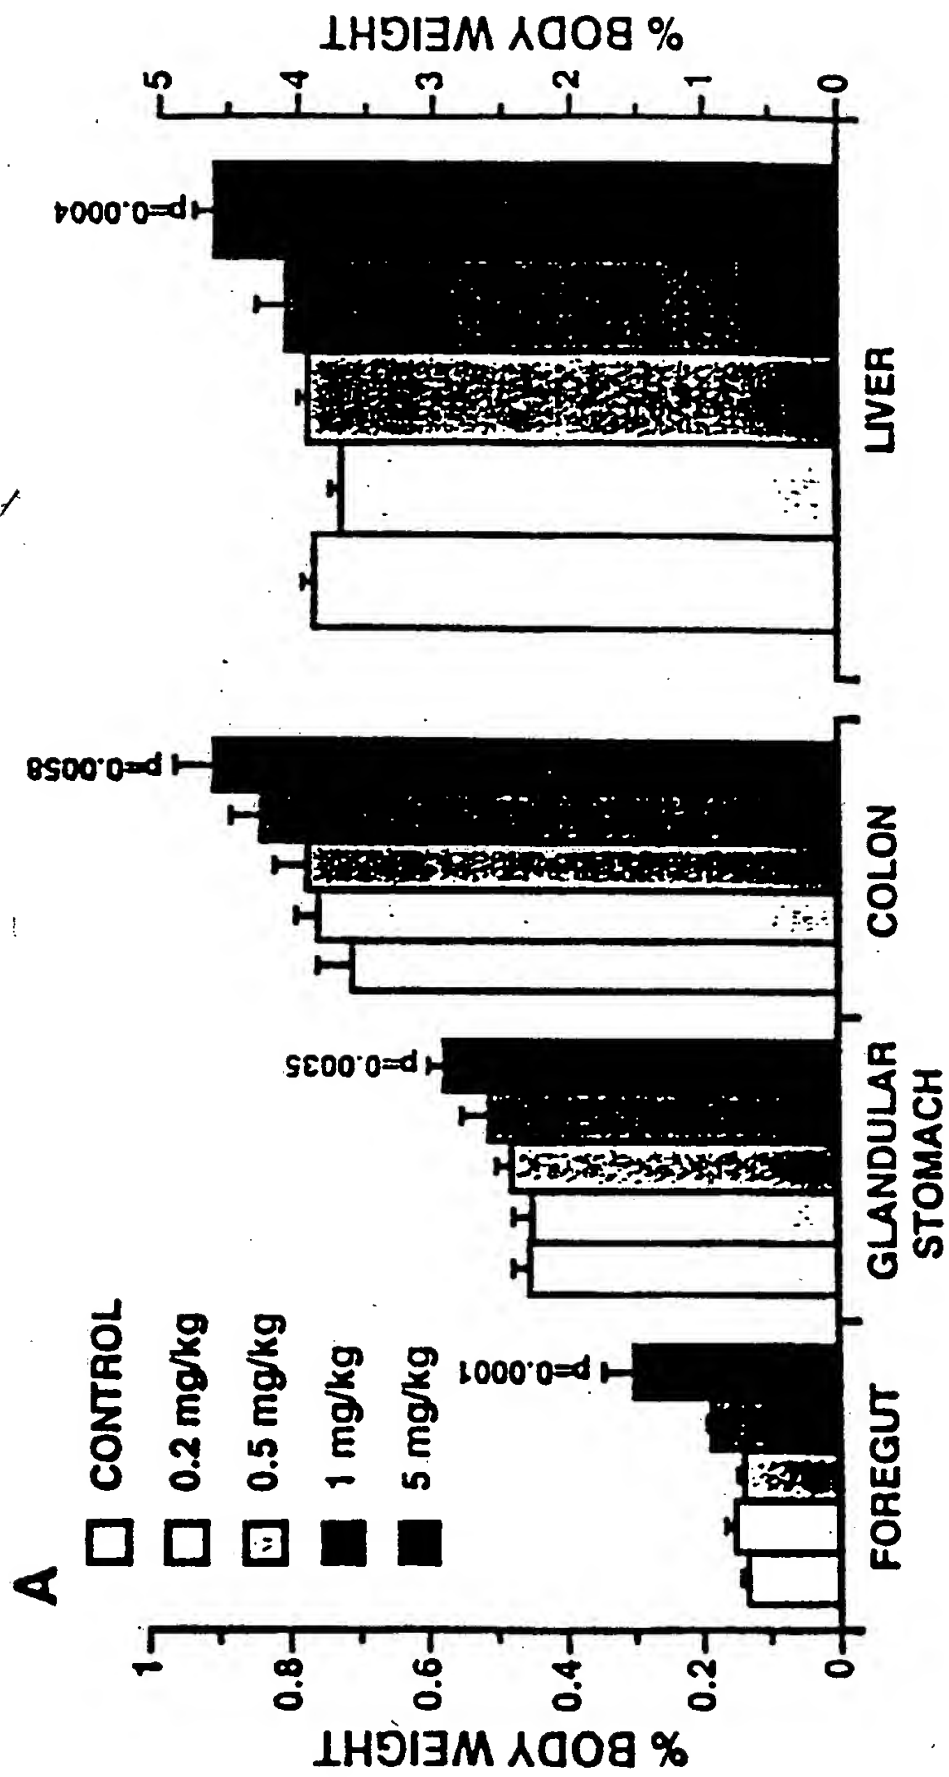 A
CONTROL
0.2 mg/kg
0.5 mg/kg
1 mg/kg
5 mg/kg
% BODY WEIGHT
1
0.8
0.6
0.4
0.2
0
p=0.0001
p=0.0035
p=0.0058
p=0.0004
FOREGUT
GLANDULAR
STOMACH
COLON
LIVER
5
4
3
2
1
0
% BODY WEIGHT